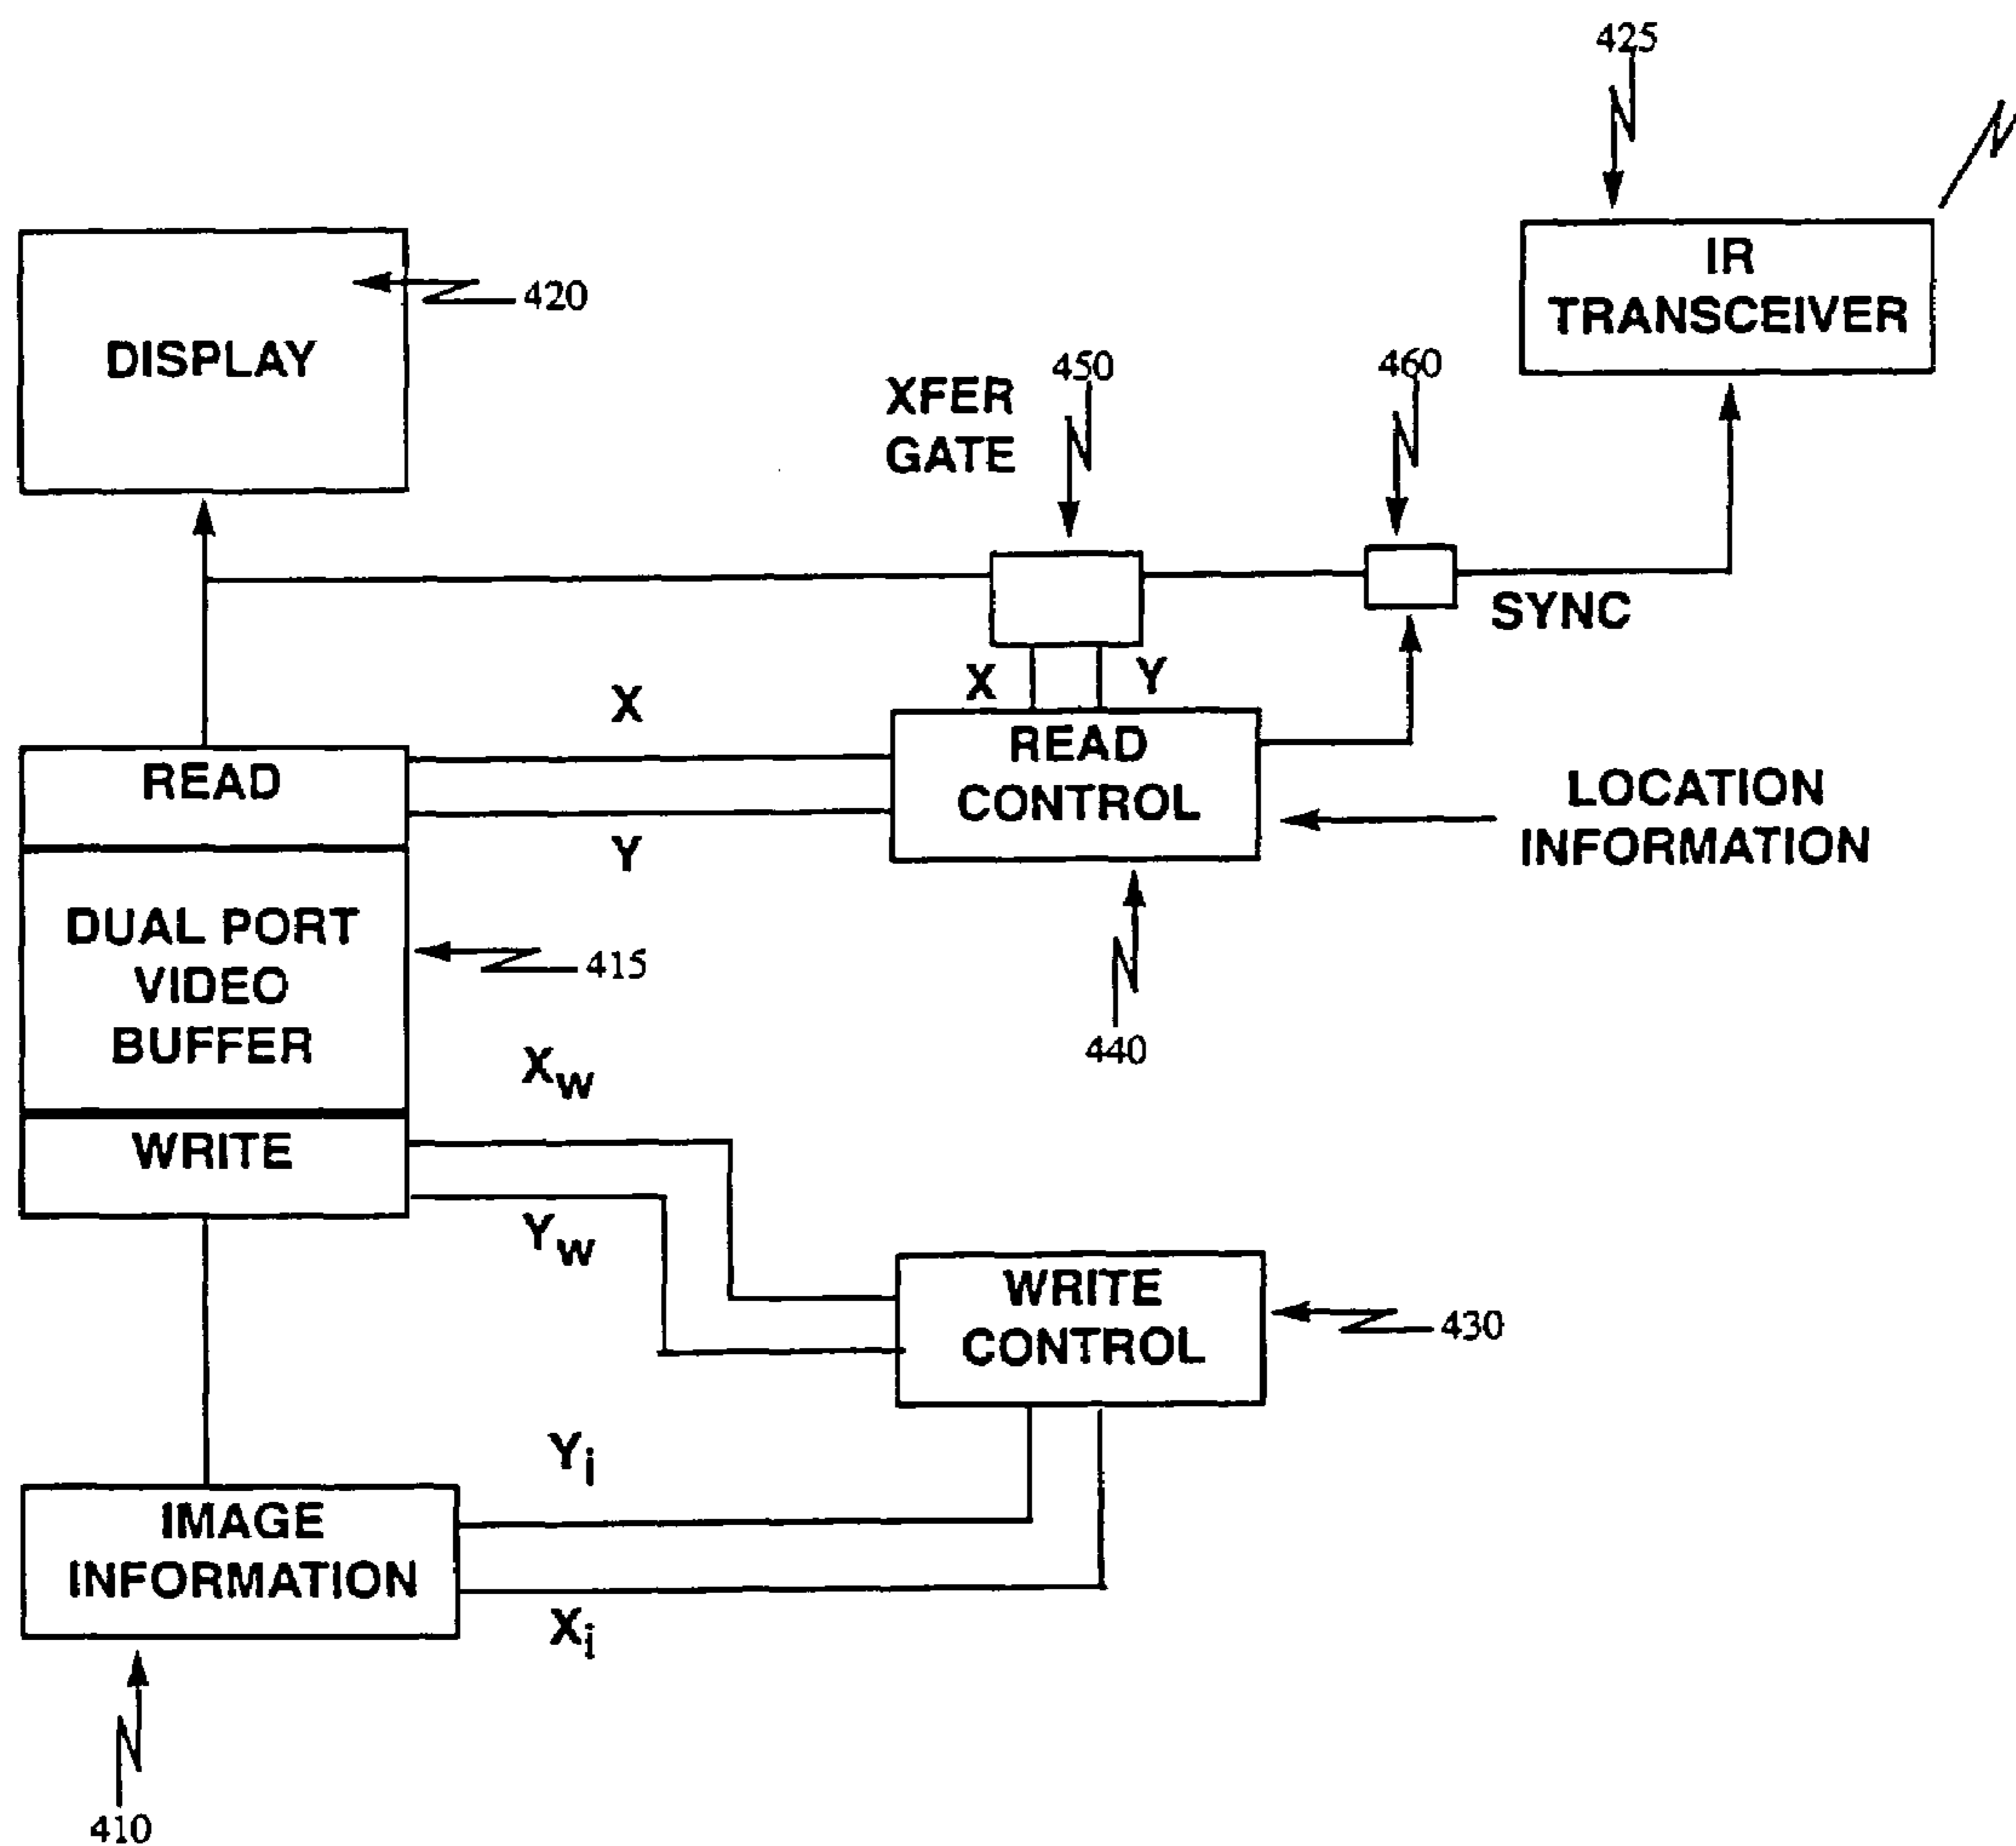 425
IR
TRANSCEIVER
420
DISPLAY
XFER
GATE
450
460
SYNC
X
Y
X
Y
READ
READ
CONTROL
LOCATION
INFORMATION
DUAL PORT
VIDEO
BUFFER
415
440
Xw
WRITE
Yw
WRITE
CONTROL
430
Yi
IMAGE
INFORMATION
Xi
410